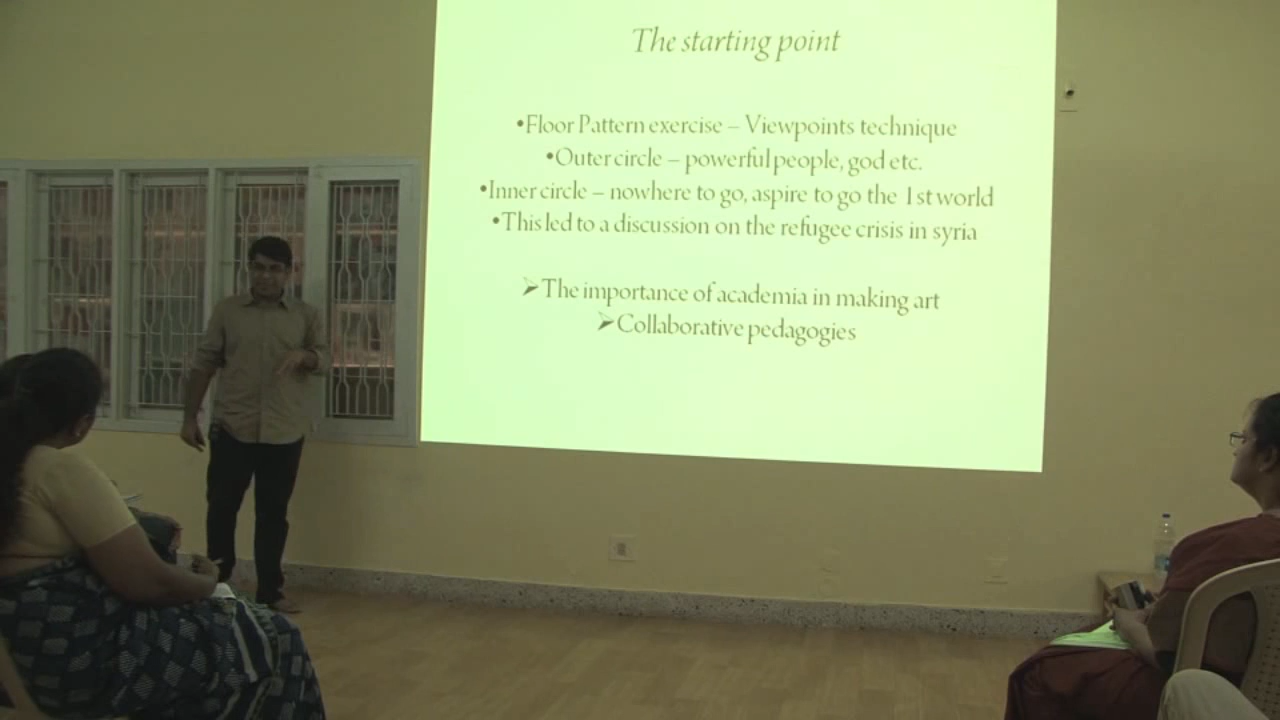 The starting point
•Floor Pattern exercise – Viewpoints technique
•Outer circle – powerful people, god etc.
•Inner circle – nowhere to go, aspire to go the 1st world
•This led to a discussion on the refugee crisis in syria
➢The importance of academia in making art
➢Collaborative pedagogies